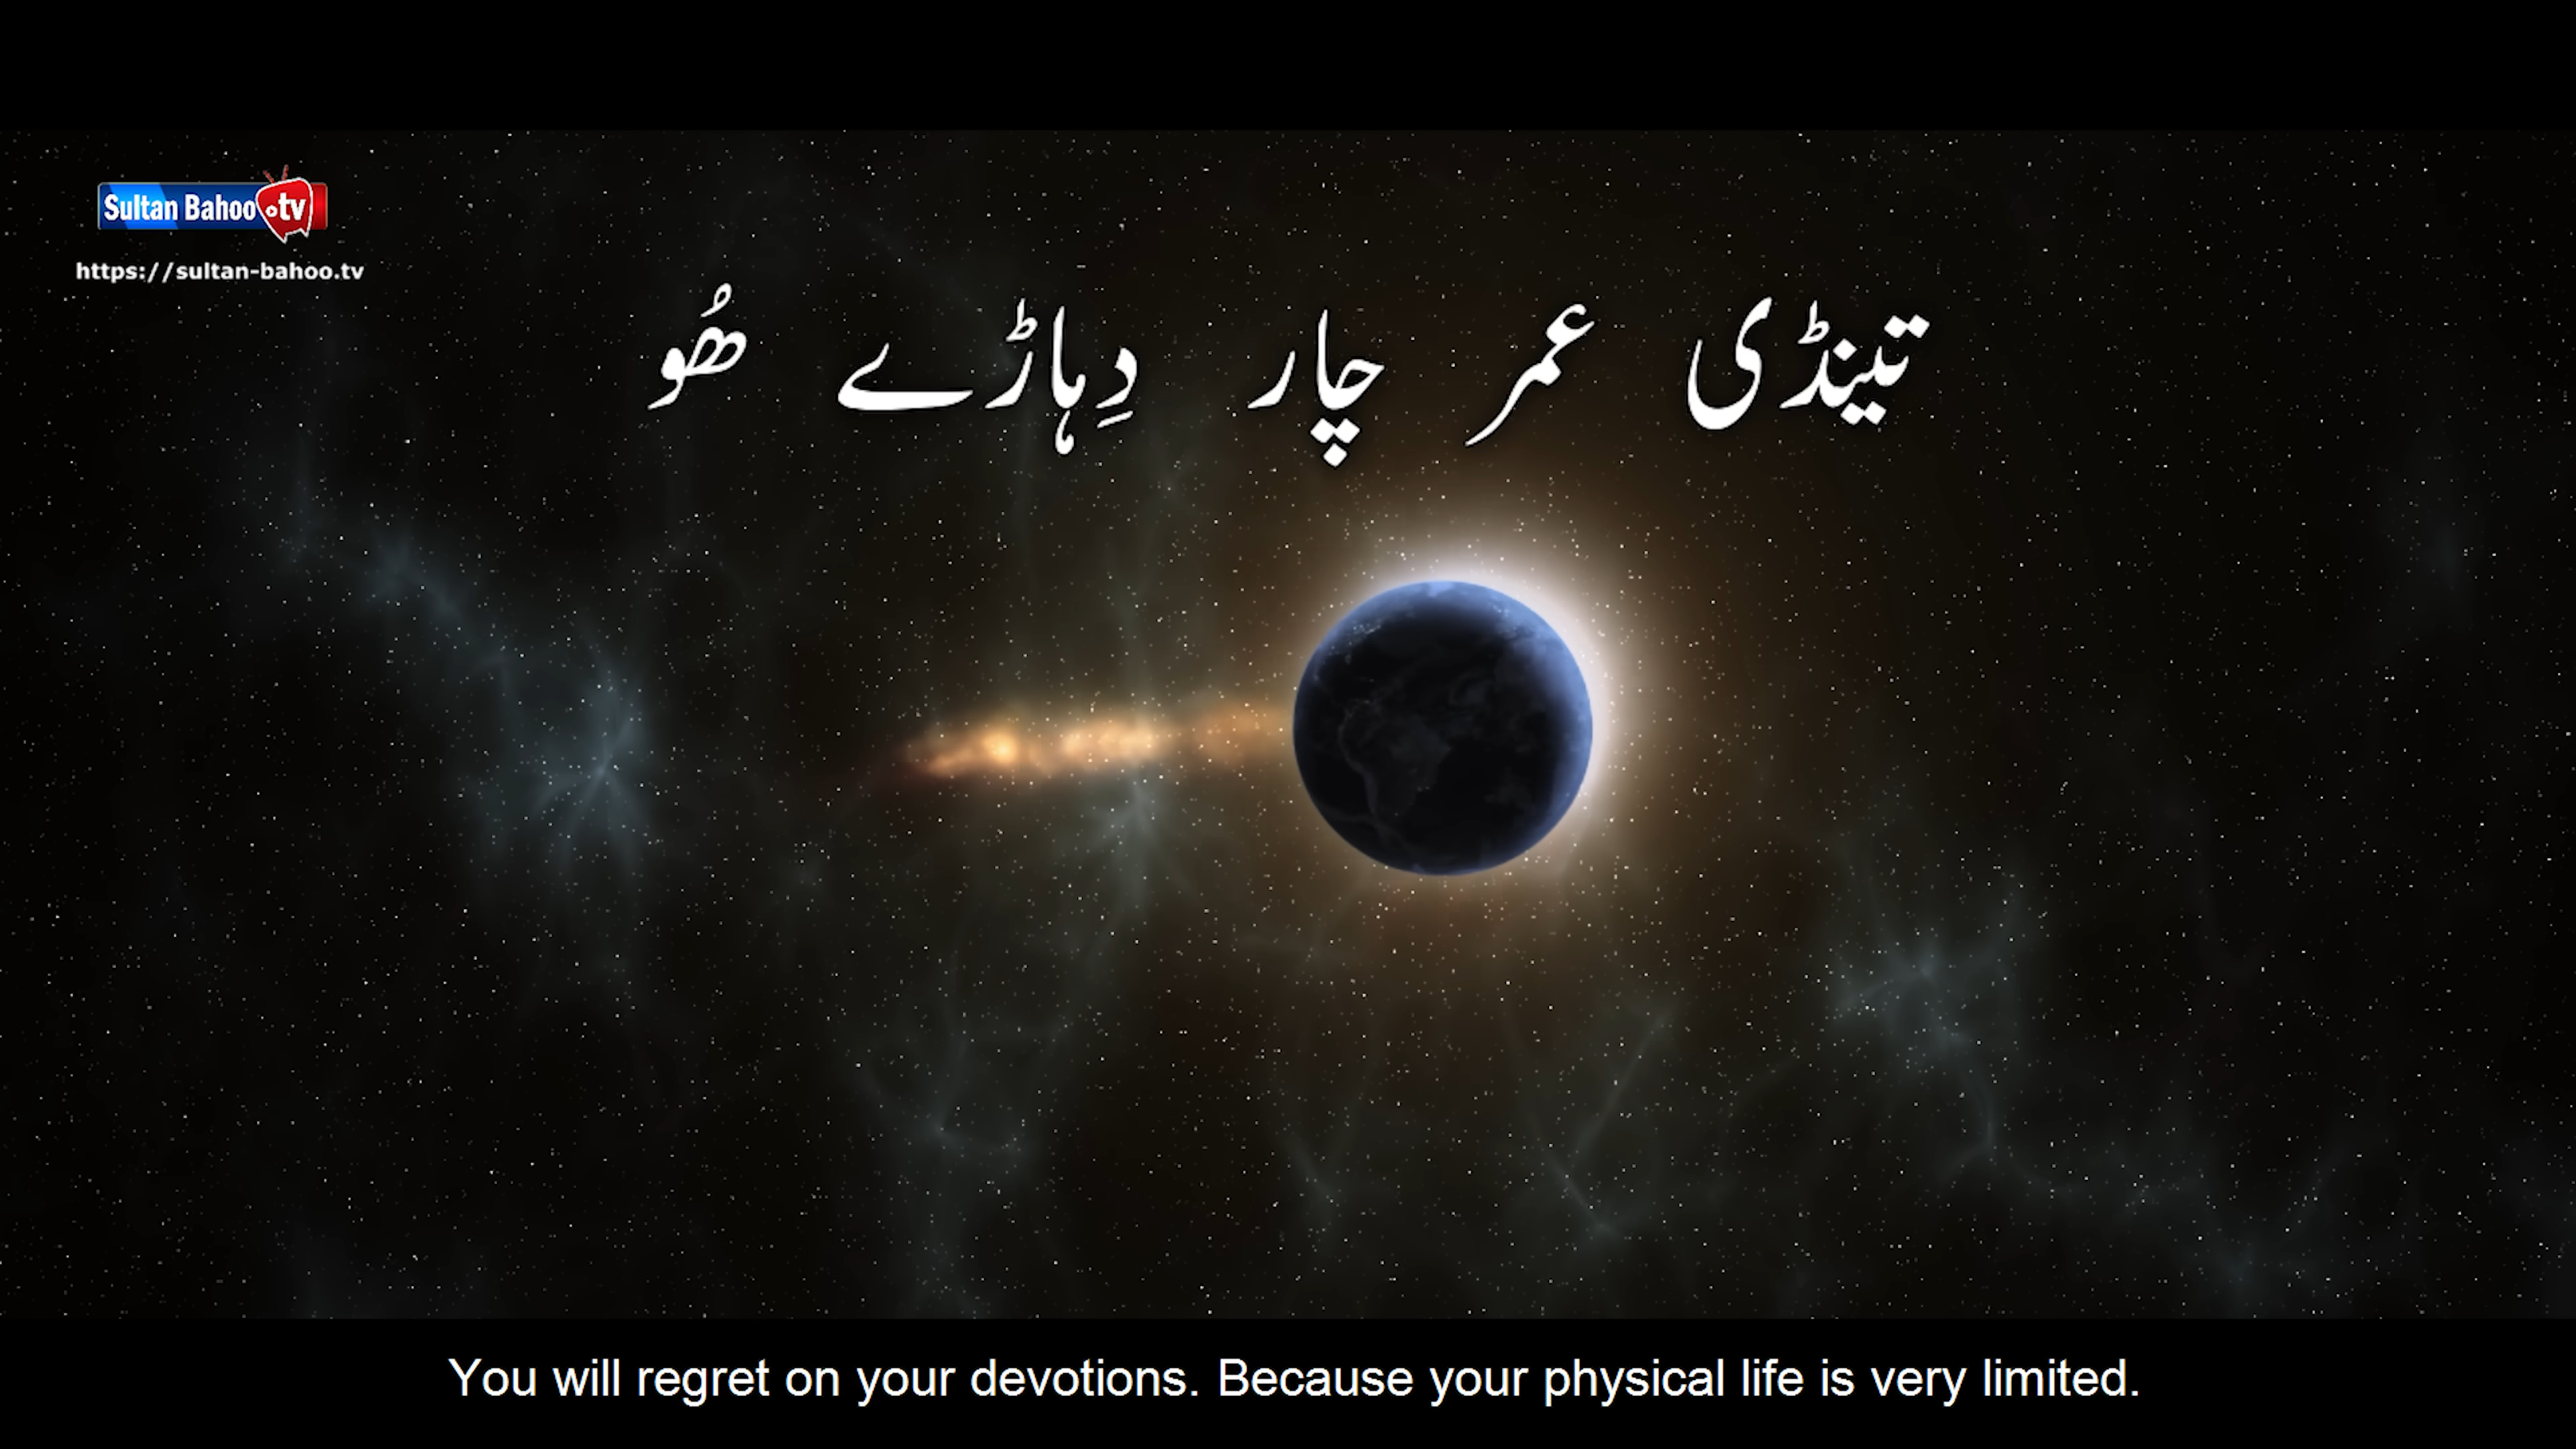 Sultan Bahoo.tv
https://sultan-bahoo.tv
تینڈی عمر چار دِہاڑے ھُو
You will regret on your devotions. Because your physical life is very limited.